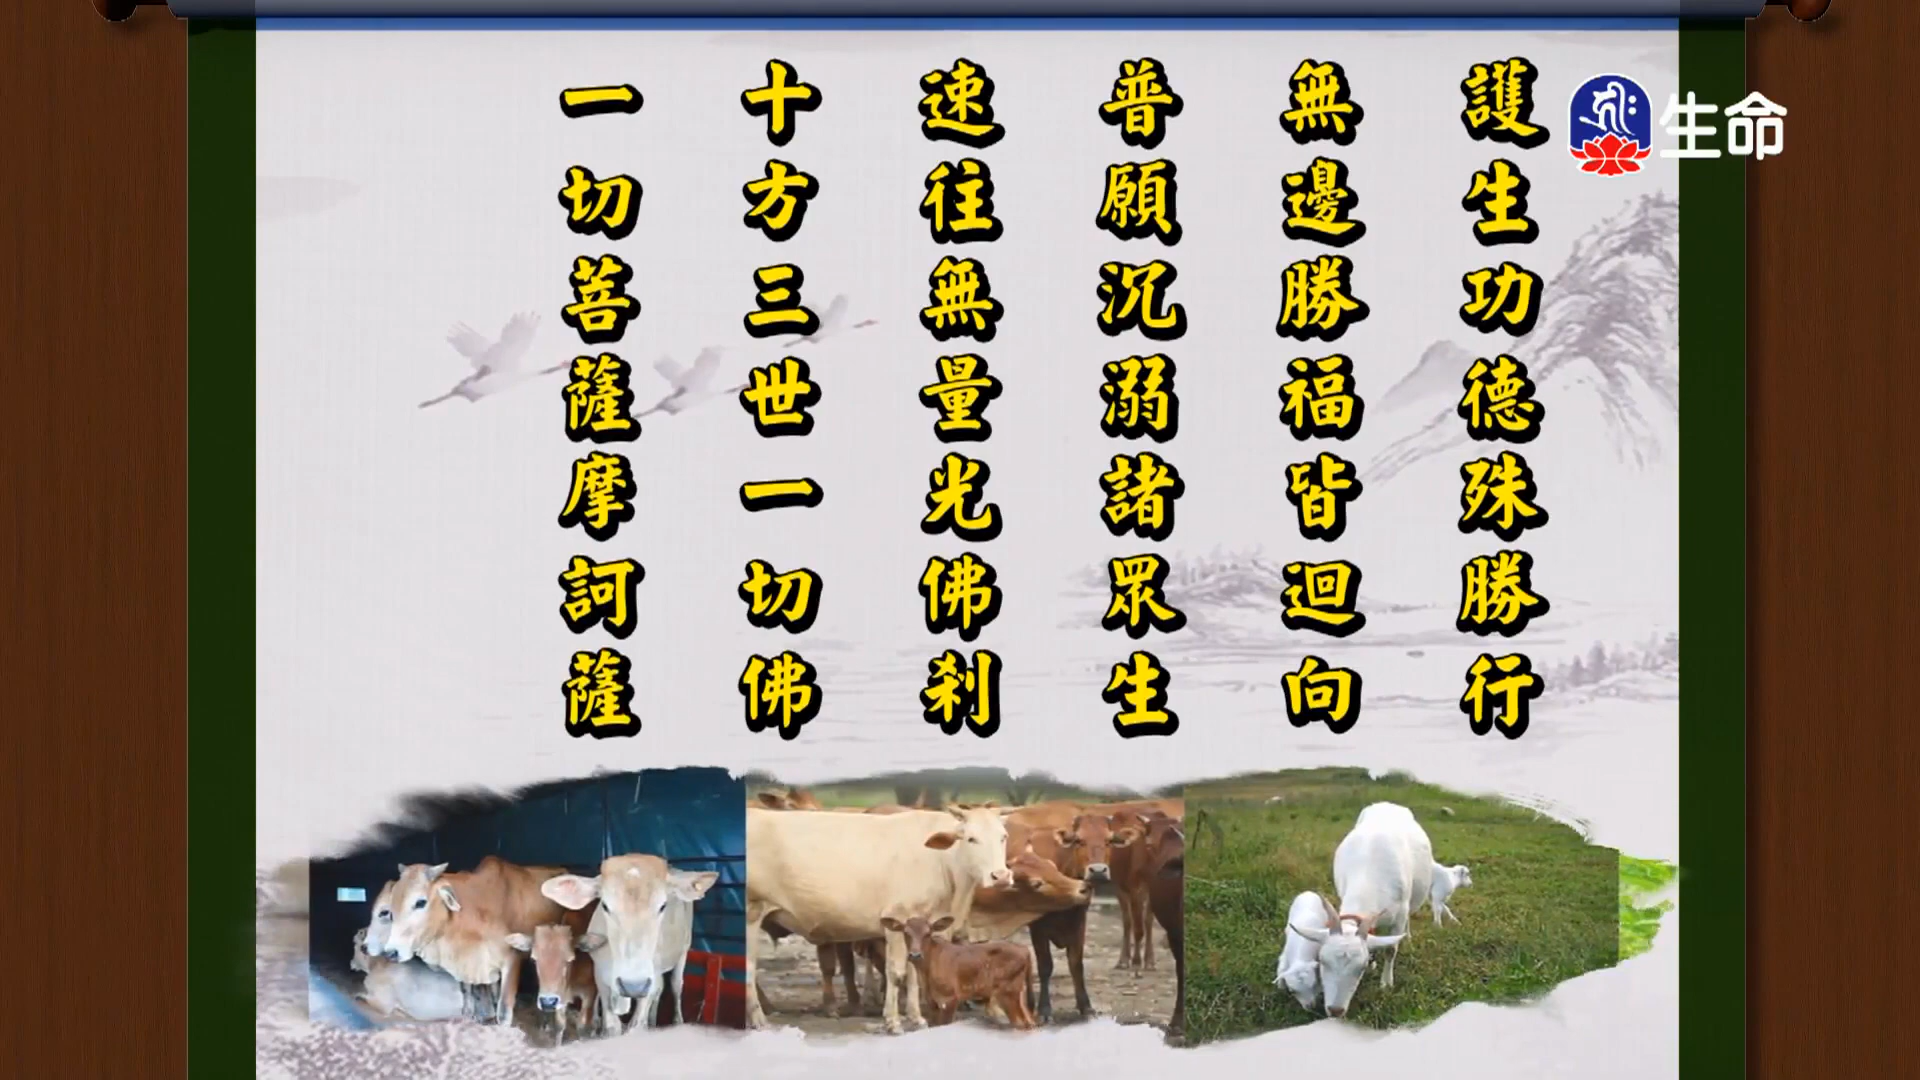 護生功德殊勝行
無邊勝福皆迴向
普願沉溺諸眾生
速往無量光佛剎
十方三世一切佛
一切菩薩摩訶薩
生命